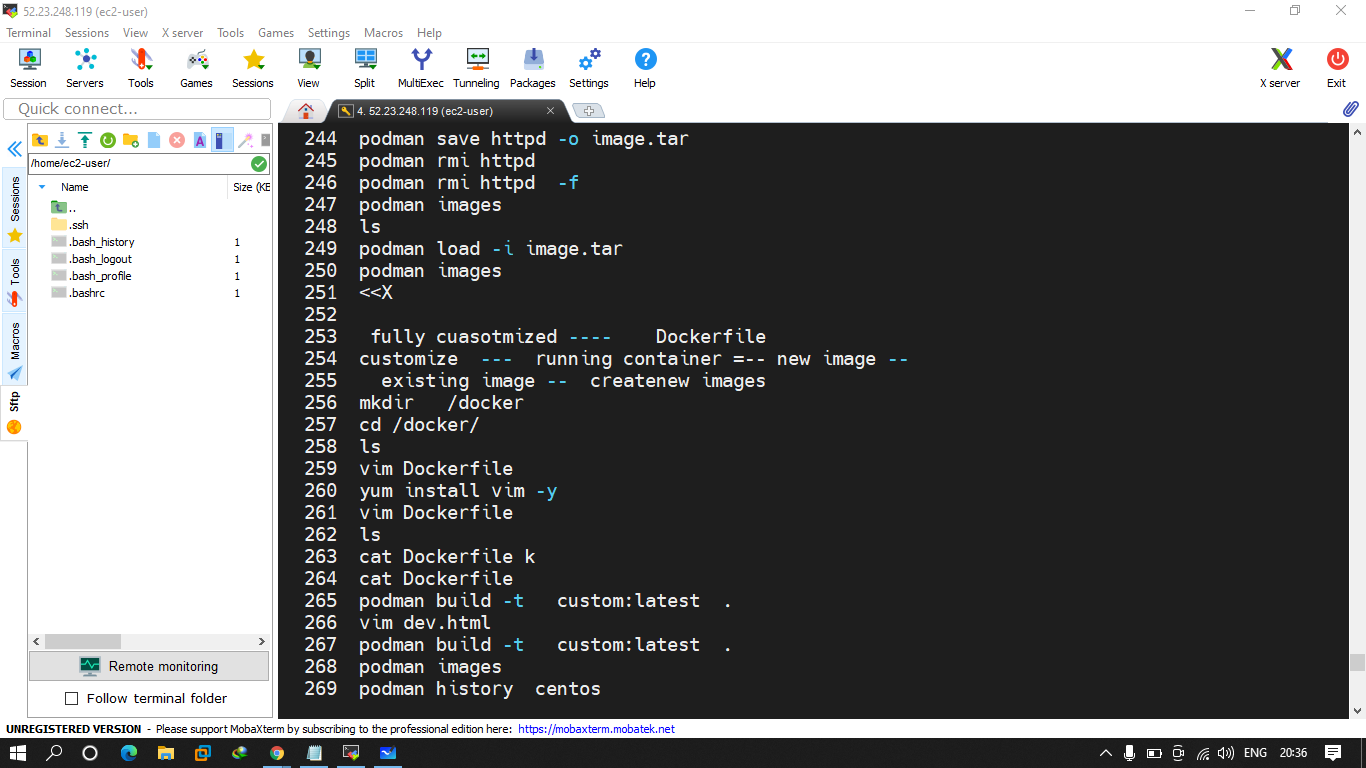 52.23.248.119 (ec2-user)
Terminal Sessions View X server Tools Games Settings Macros Help
Session Servers Tools Games Sessions View Split MultiExec Tunneling Packages Settings Help X server Exit
Quick connect...
4. 52.23.248.119 (ec2-user)
/home/ec2-user/
Name Size (KB
..
.ssh
.bash_history 1
.bash_logout 1
.bash_profile 1
.bashrc 1
Sessions
Tools
Macros
Sftp
Remote monitoring
Follow terminal folder
244 podman save httpd -o image.tar
245 podman rmi httpd
246 podman rmi httpd -f
247 podman images
248 ls
249 podman load -i image.tar
250 podman images
251 <<X
252
253 fully cuasotmized ---- Dockerfile
254 customize --- running container =-- new image --
255 existing image -- createnew images
256 mkdir /docker
257 cd /docker/
258 ls
259 vim Dockerfile
260 yum install vim -y
261 vim Dockerfile
262 ls
263 cat Dockerfile k
264 cat Dockerfile
265 podman build -t custom:latest .
266 vim dev.html
267 podman build -t custom:latest .
268 podman images
269 podman history centos
UNREGISTERED VERSION - Please support MobaXterm by subscribing to the professional edition here: https://mobaxterm.mobatek.net
ENG 20:36